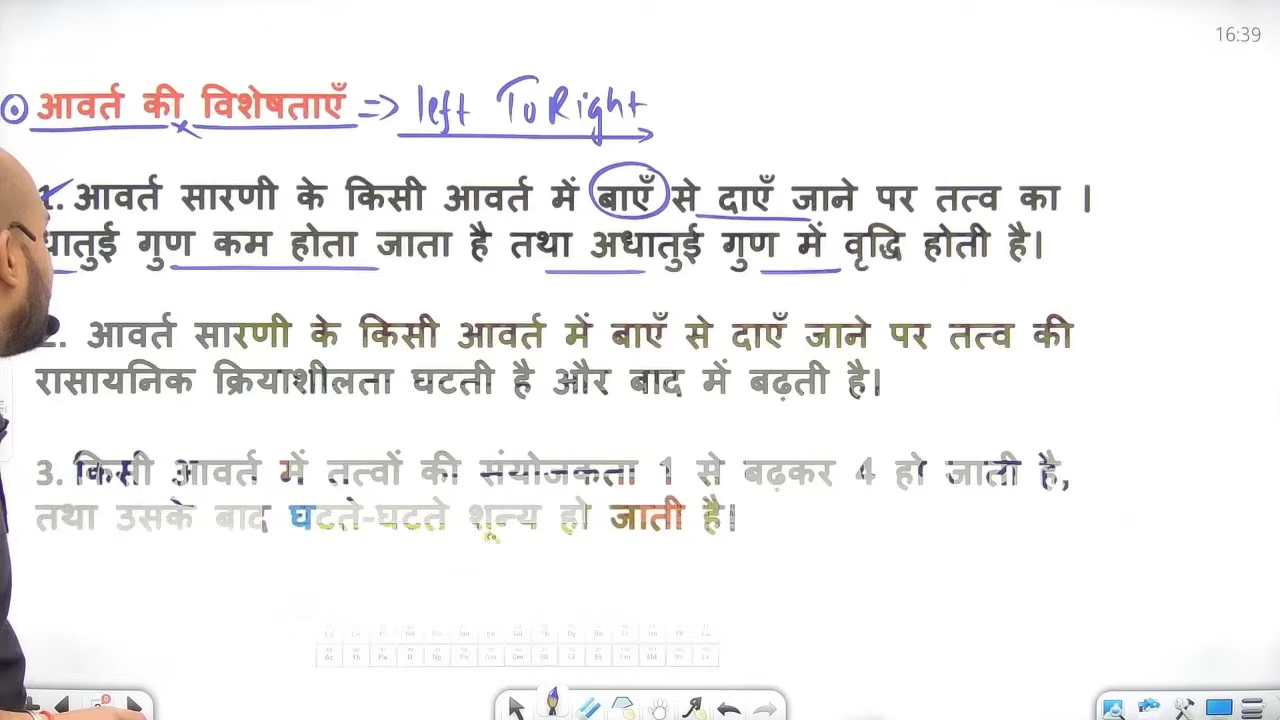 16:39
आवर्त की विशेषताएँ => left To Right
1. आवर्त सारणी के किसी आवर्त में बाएँ से दाएँ जाने पर तत्व का ।
धातुई गुण कम होता जाता है तथा अधातुई गुण में वृद्धि होती है।
2. आवर्त सारणी के किसी आवर्त में बाएँ से दाएँ जाने पर तत्व की
रासायनिक क्रियाशीलता घटती है और बाद में बढ़ती है।
3. किसी आवर्त में तत्वों की संयोजकता 1 से बढ़कर 4 हो जाती है,
तथा उसके बाद घटते-घटते शून्य हो जाती है।